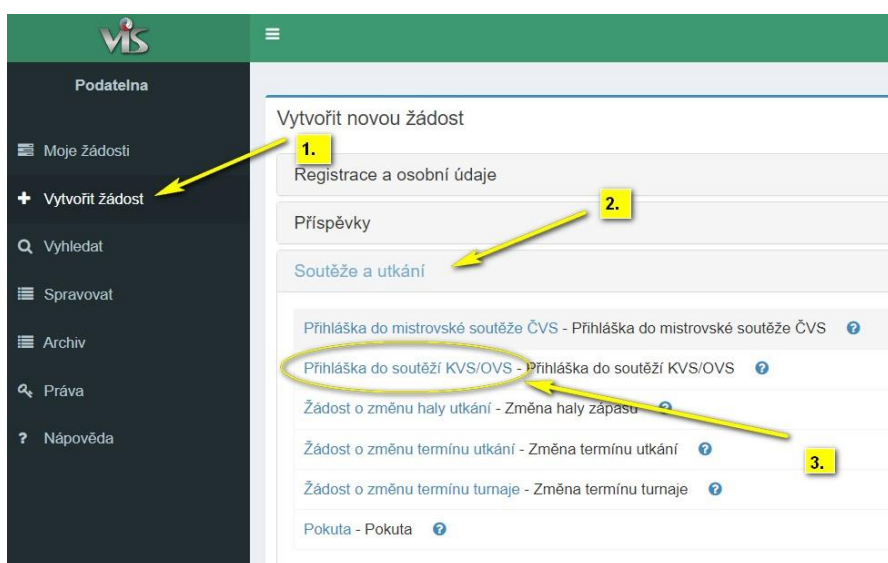 VIS
Podatelna
Moje žádosti
Vytvořit žádost
Vyhledat
Spravovat
Archiv
Práva
? Nápověda
Vytvořit novou žádost
1.
Registrace a osobní údaje
2.
Příspěvky
Soutěže a utkání
Přihláška do mistrovské soutěže ČVS - Přihláška do mistrovské soutěže ČVS ?
Přihláška do soutěží KVS/OVS - Přihláška do soutěží KVS/OVS ?
Žádost o změnu haly utkání - Změna haly zápasu ?
Žádost o změnu termínu utkání - Změna termínu utkání ?
3.
Žádost o změnu termínu turnaje - Změna termínu turnaje ?
Pokuta - Pokuta ?